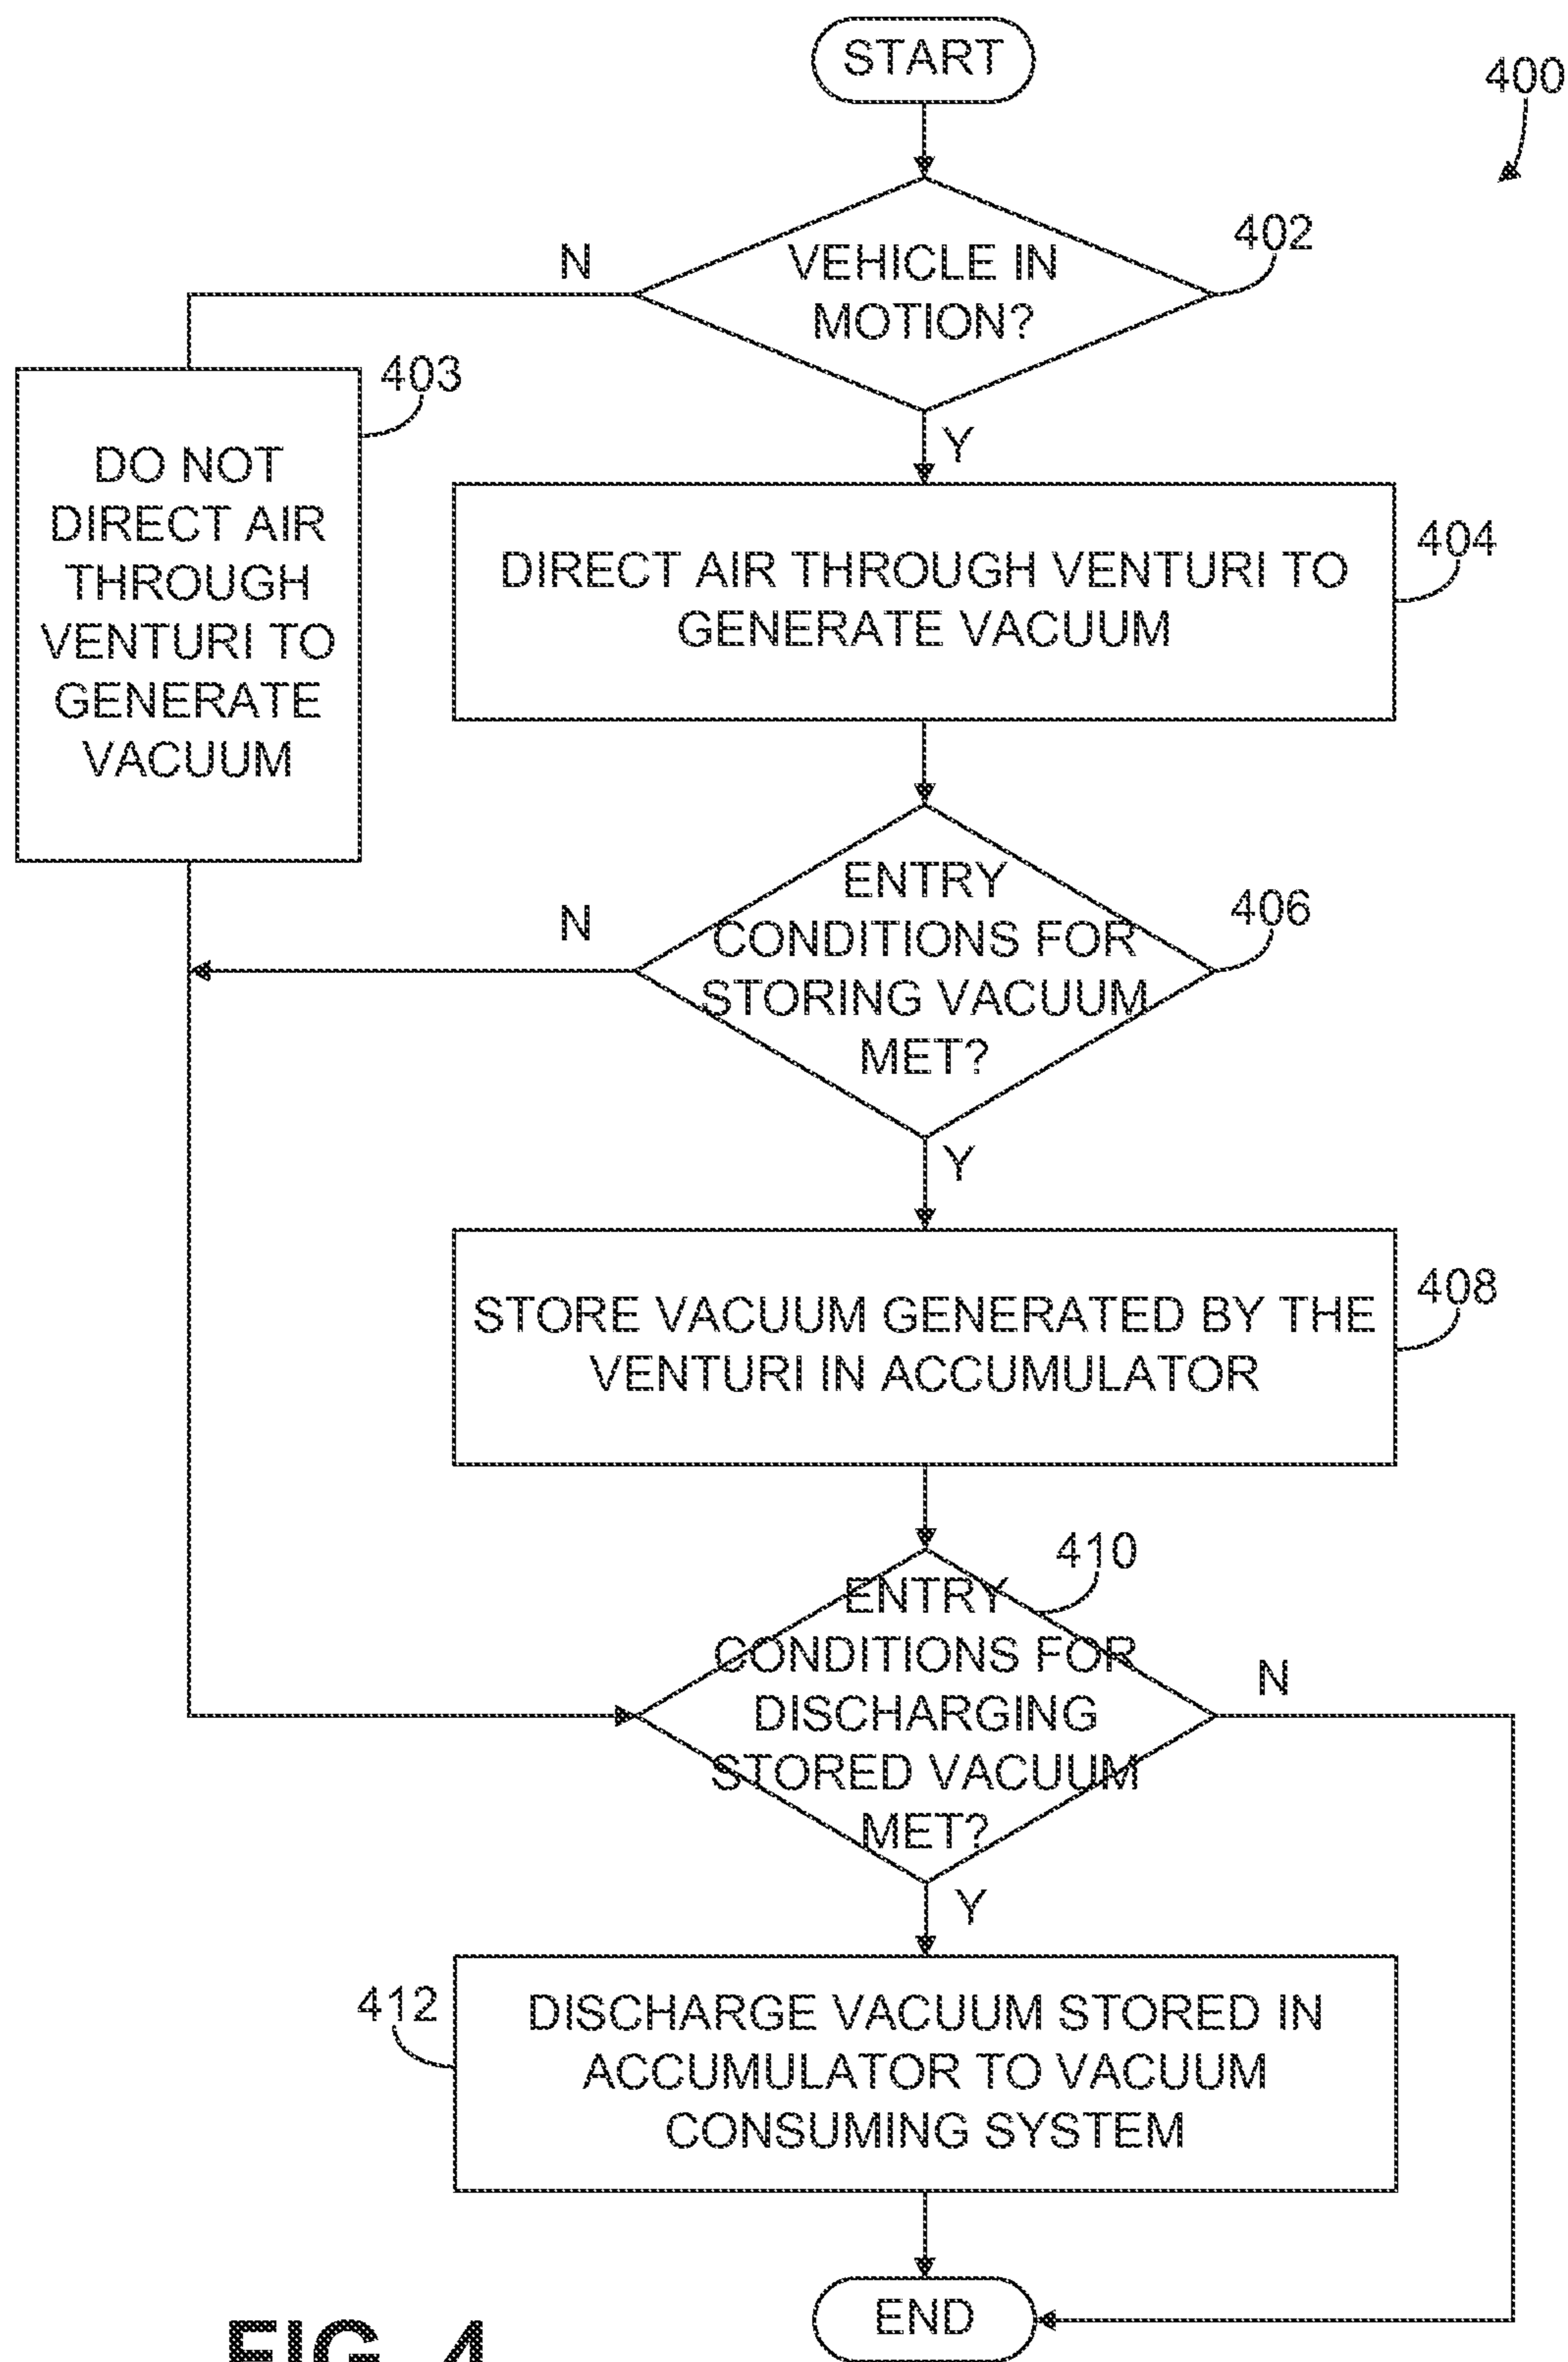 START
400
VEHICLE IN
MOTION?
402
N
Y
403
DO NOT
DIRECT AIR
THROUGH
VENTURI TO
GENERATE
VACUUM
DIRECT AIR THROUGH VENTURI TO
GENERATE VACUUM
404
ENTRY
CONDITIONS FOR
STORING VACUUM
MET?
406
N
Y
STORE VACUUM GENERATED BY THE
VENTURI IN ACCUMULATOR
408
410
ENTRY
CONDITIONS FOR
DISCHARGING
STORED VACUUM
MET?
N
Y
412
DISCHARGE VACUUM STORED IN
ACCUMULATOR TO VACUUM
CONSUMING SYSTEM
END
FIG. 4